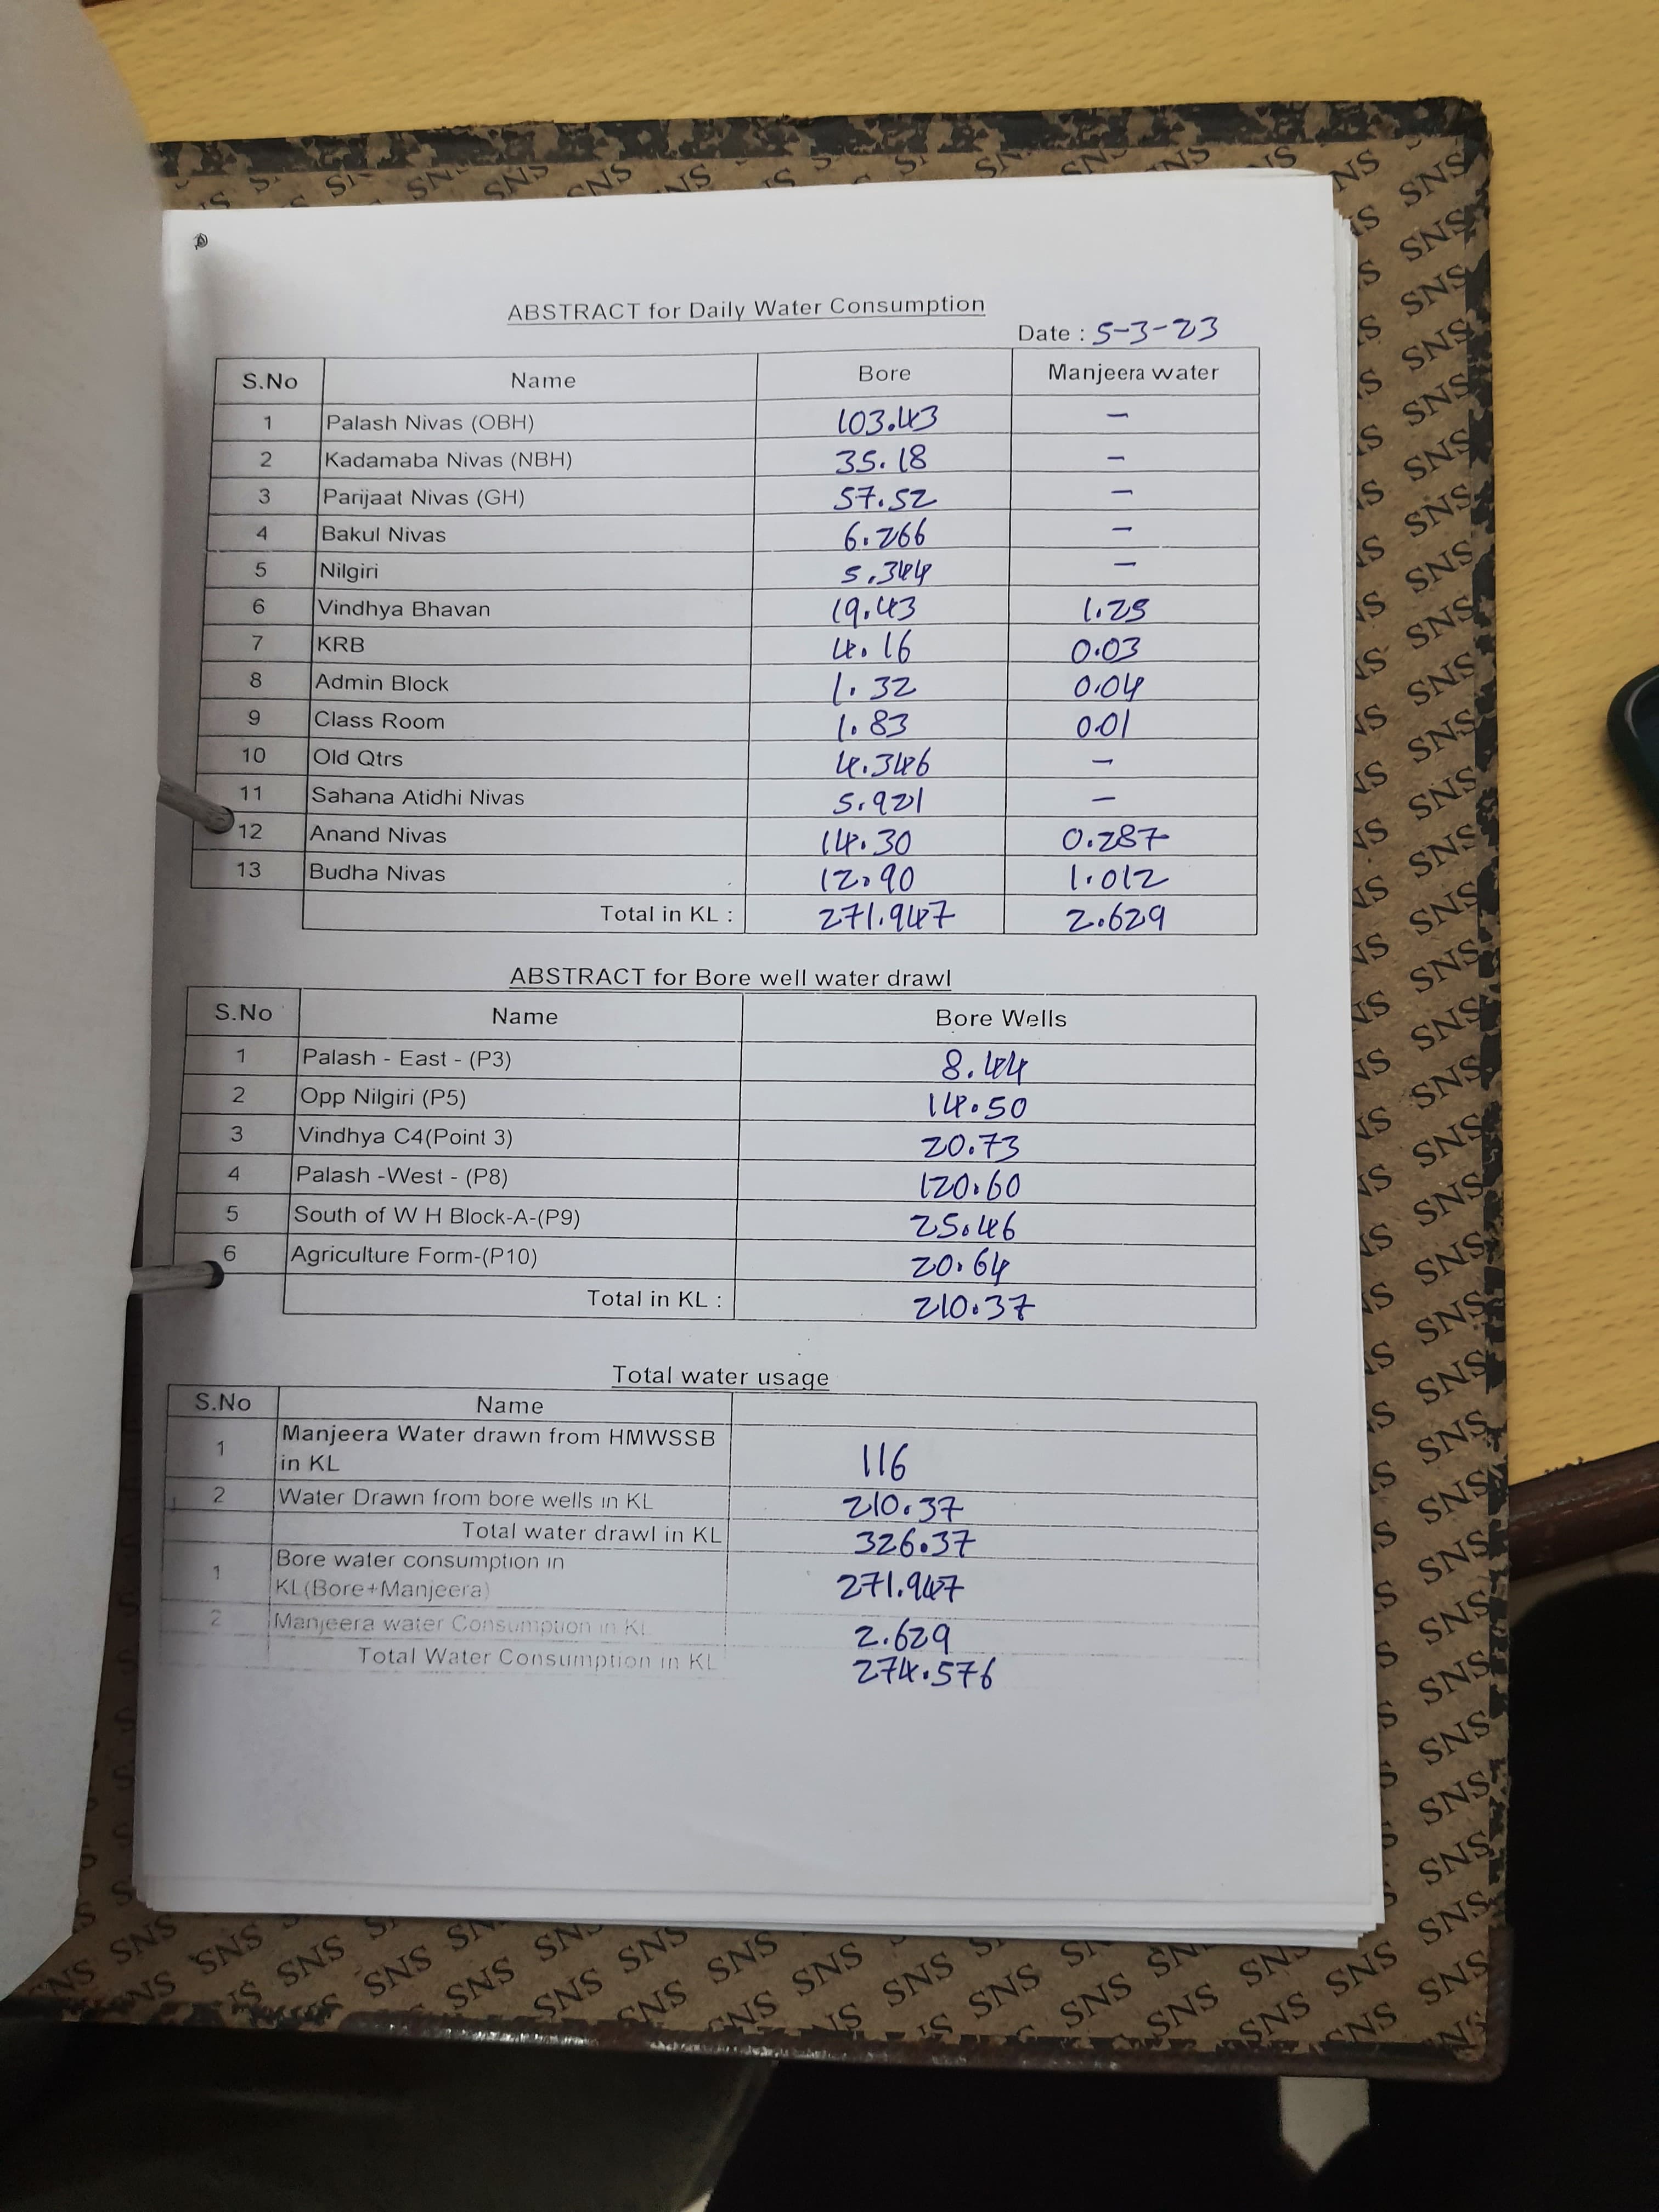 ABSTRACT for Daily Water Consumption
Date : 5-3-23
S.No Name Bore Manjeera water
1 Palash Nivas (OBH) 103.43 –
2 Kadamaba Nivas (NBH) 35.18 –
3 Parijaat Nivas (GH) 57.52 –
4 Bakul Nivas 6.266 –
5 Nilgiri 5.344 –
6 Vindhya Bhavan 19.43 1.25
7 KRB 4.16 0.03
8 Admin Block 1.32 0.04
9 Class Room 1.83 0.01
10 Old Qtrs 4.346 –
11 Sahana Atidhi Nivas 5.921 –
12 Anand Nivas 14.30 0.287
13 Budha Nivas 12.90 1.012
Total in KL : 271.947 2.629
ABSTRACT for Bore well water drawl
S.No Name Bore Wells
1 Palash - East - (P3) 8.44
2 Opp Nilgiri (P5) 14.50
3 Vindhya C4(Point 3) 20.73
4 Palash -West - (P8) 120.60
5 South of W H Block-A-(P9) 25.46
6 Agriculture Form-(P10) 20.64
Total in KL : 210.37
Total water usage
S.No Name
1 Manjeera Water drawn from HMWSSB
in KL 116
2 Water Drawn from bore wells in KL 210.37
Total water drawl in KL 326.37
1 Bore water consumption in
KL(Bore+Manjeera) 271.947
2 Manjeera water Consumption in KL 2.629
Total Water Consumption in KL 274.576